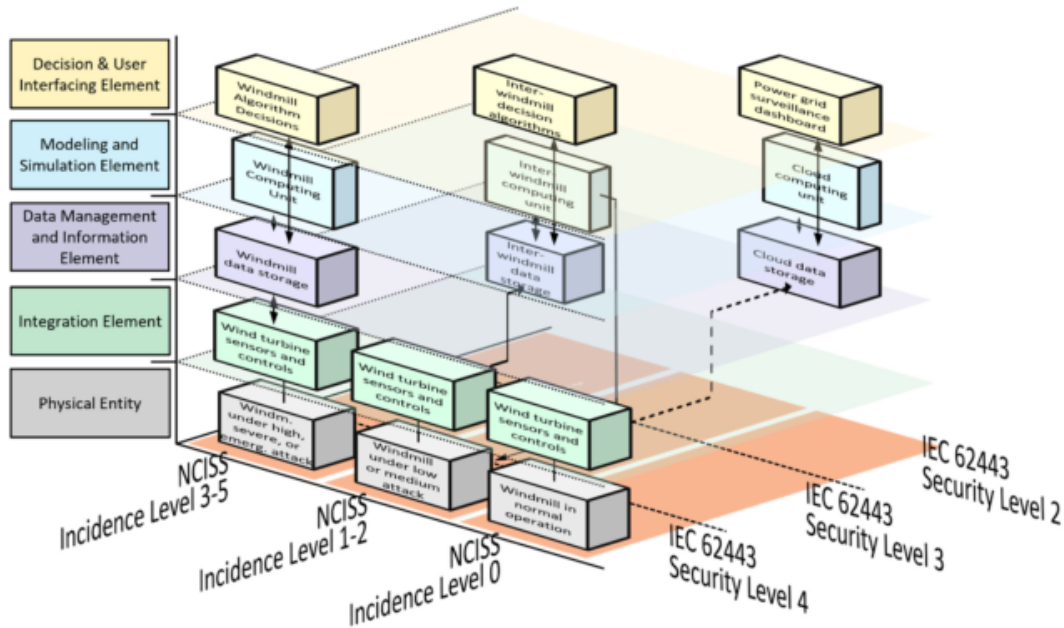 Decision & User
Interfacing Element
Modeling and
Simulation Element
Data Management
and Information
Element
Integration Element
Physical Entity
Windmill
Algorithm
Decisions
Inter-
windmill
decision
algorithms
Power grid
surveillance
dashboard
Windmill
Computing
Unit
Inter-
windmill
computing
unit
Cloud
computing
unit
Windmill
data storage
Inter-
windmill
data
storage
Cloud data
storage
Wind turbine
sensors and
controls
Wind turbine
sensors and
controls
Wind turbine
sensors and
controls
Windm.
under high,
severe, or
emerg. attack
Windmill
under low
or medium
attack
Windmill in
normal
operation
NCISS
Incidence Level 3-5
NCISS
Incidence Level 1-2
NCISS
Incidence Level 0
IEC 62443
Security Level 4
IEC 62443
Security Level 3
IEC 62443
Security Level 2